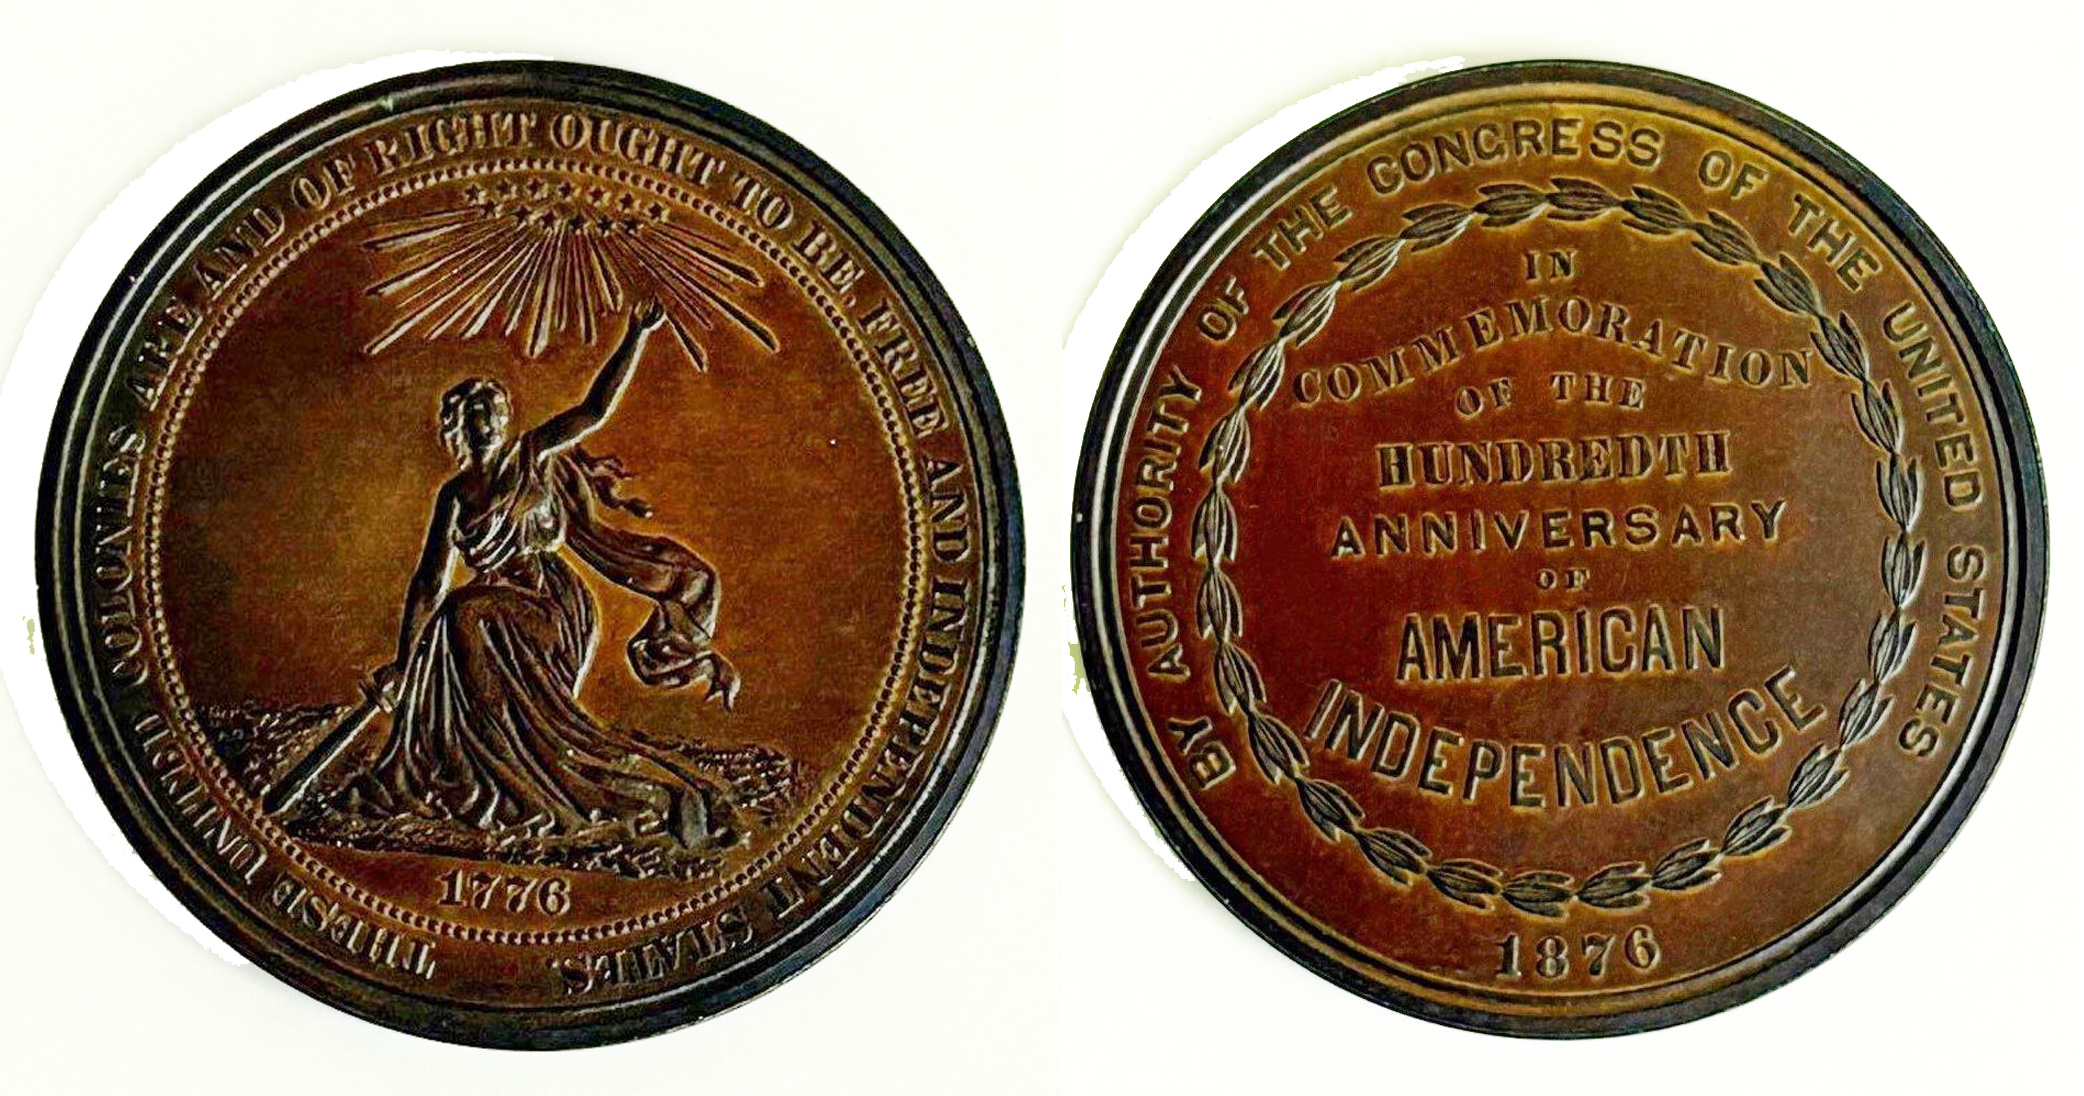 THESE UNITED COLONIES ARE AND OF RIGHT OUGHT TO BE, FREE AND INDEPENDENT STATES.
1776
BY AUTHORITY OF THE CONGRESS OF THE UNITED STATES
IN
COMMEMORATION
OF THE
HUNDREDTH
ANNIVERSARY
OF
AMERICAN
INDEPENDENCE
1876